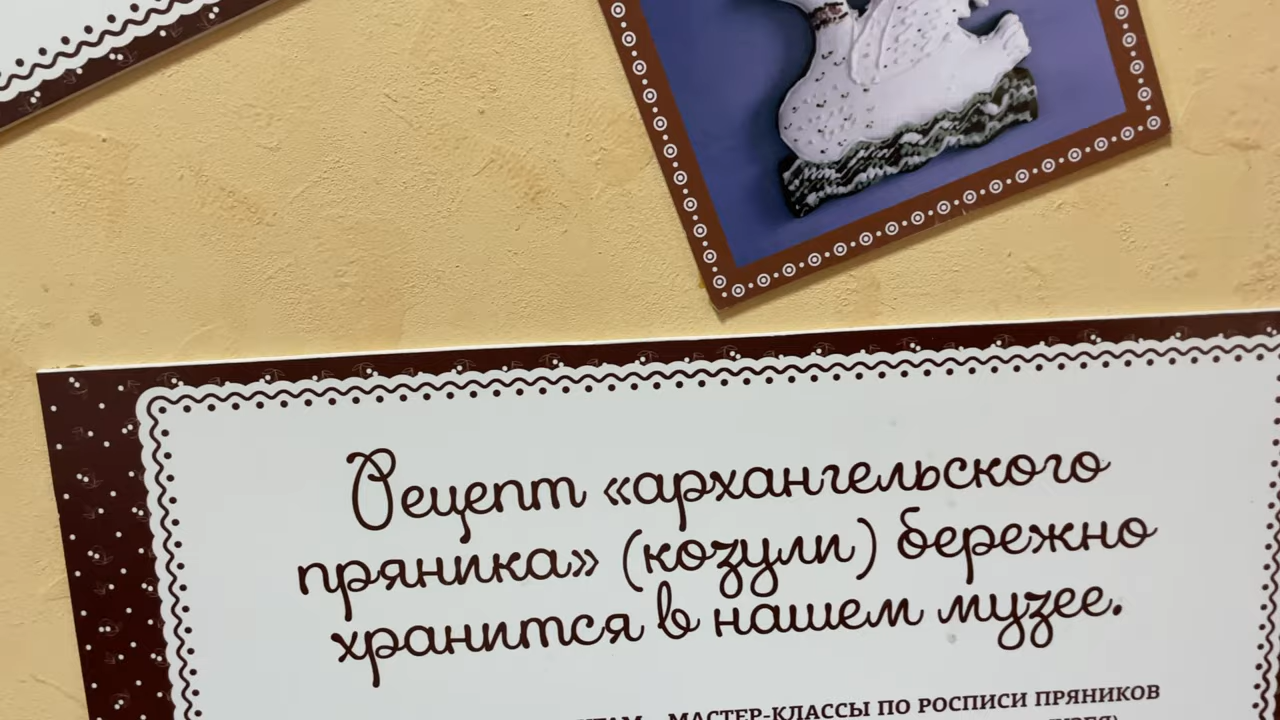 Рецепт «архангельского
пряника» (козули) бережно
хранится в нашем музее.
МАСТЕР-КЛАССЫ ПО РОСПИСИ ПРЯНИКОВ